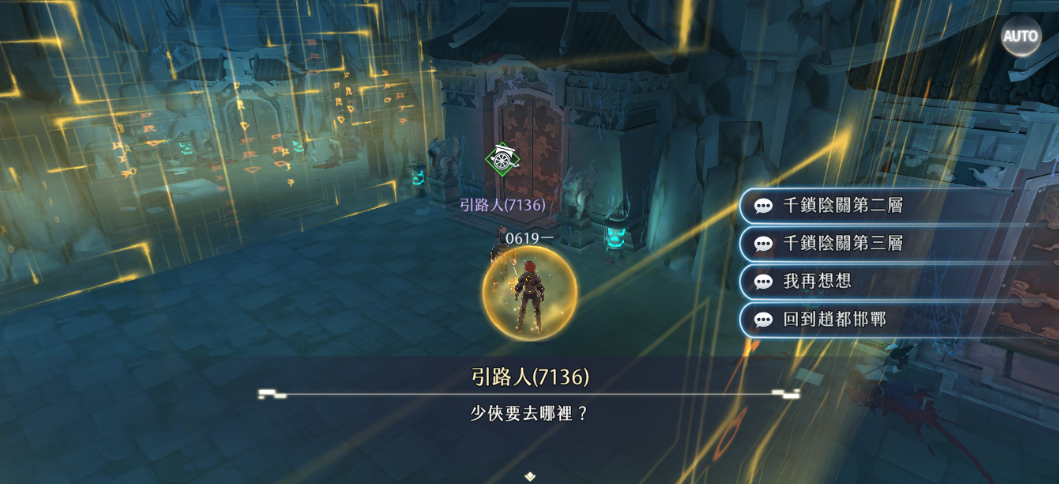 AUTO
引路人(7136)
0619一
千鎖陰關第二層
千鎖陰關第三層
我再想想
回到趙都邯鄲
引路人(7136)
少俠要去哪裡？